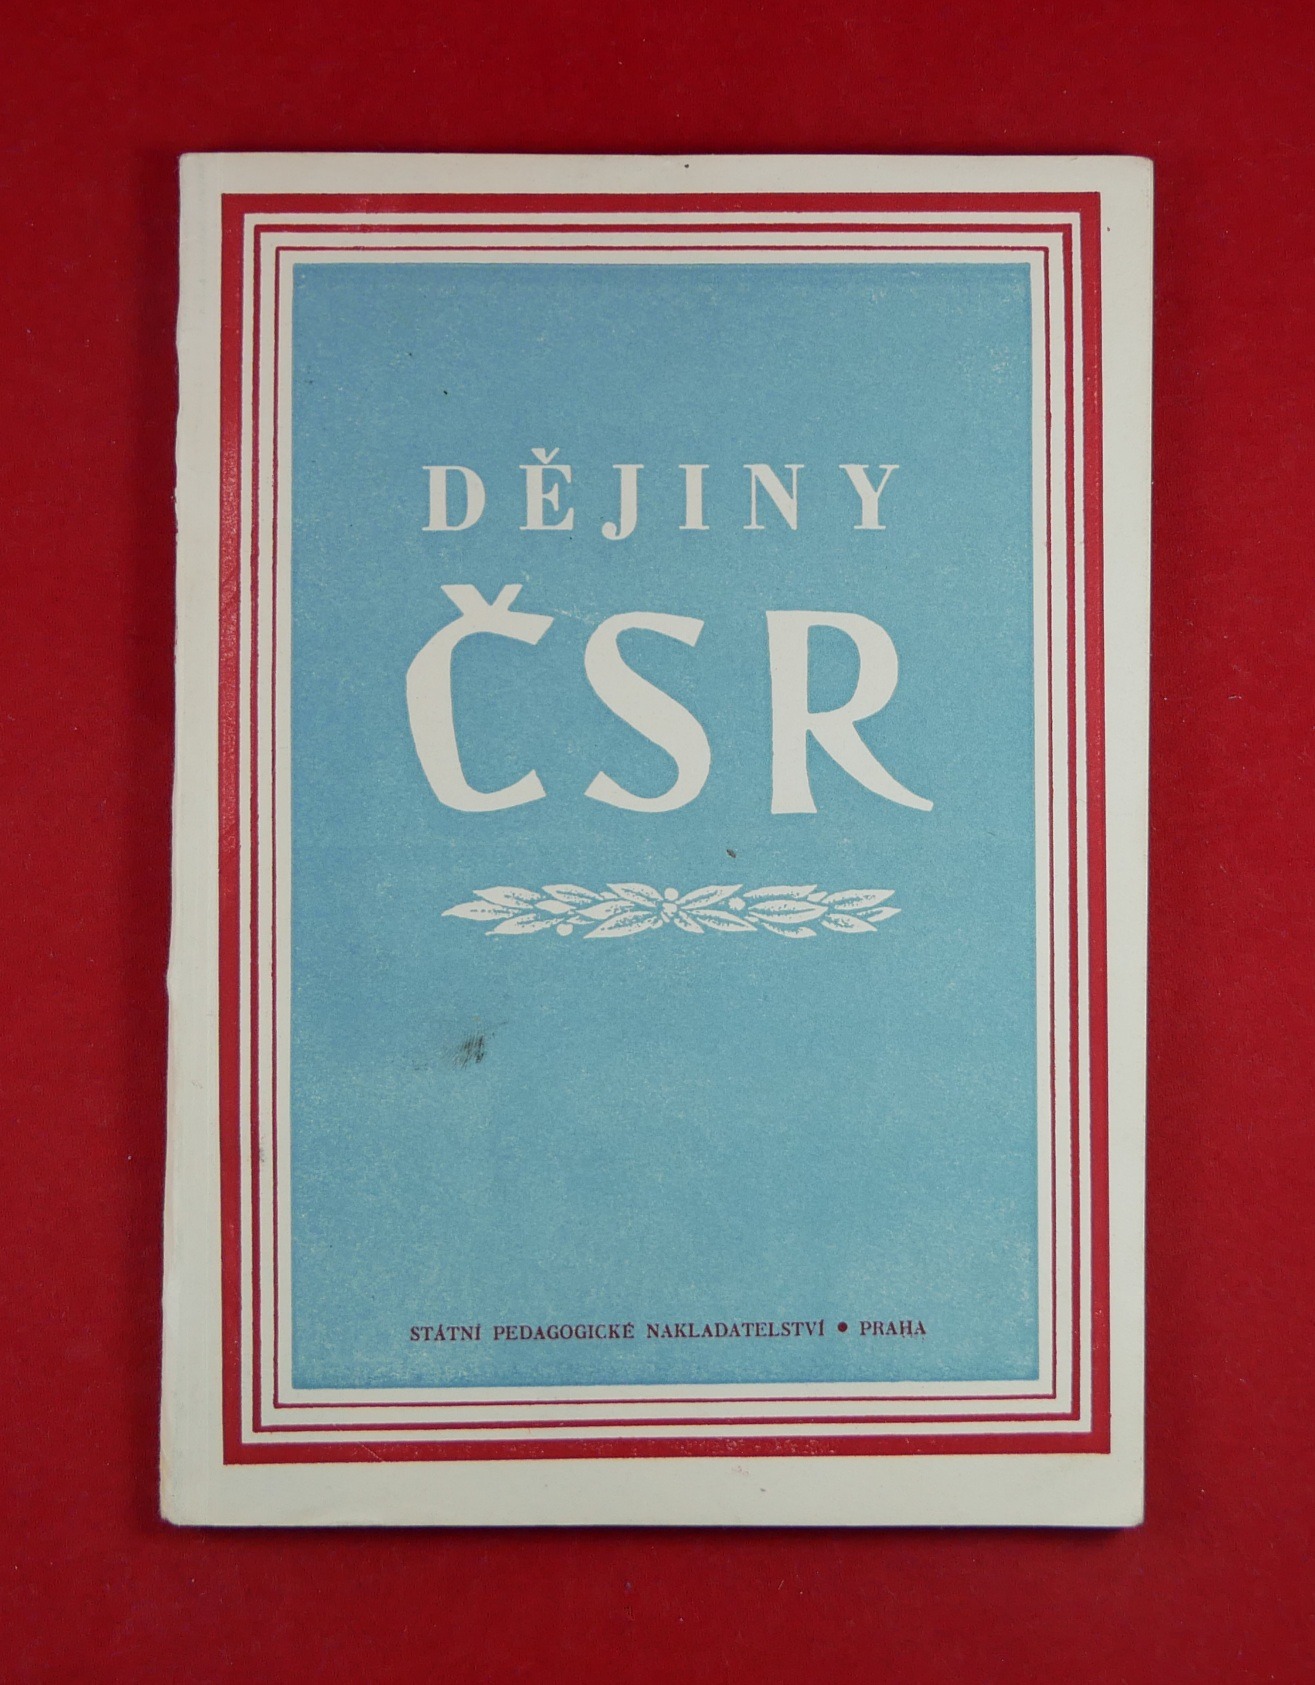 DĚJINY
ČSR
STÁTNÍ PEDAGOGICKÉ NAKLADATELSTVÍ • PRAHA